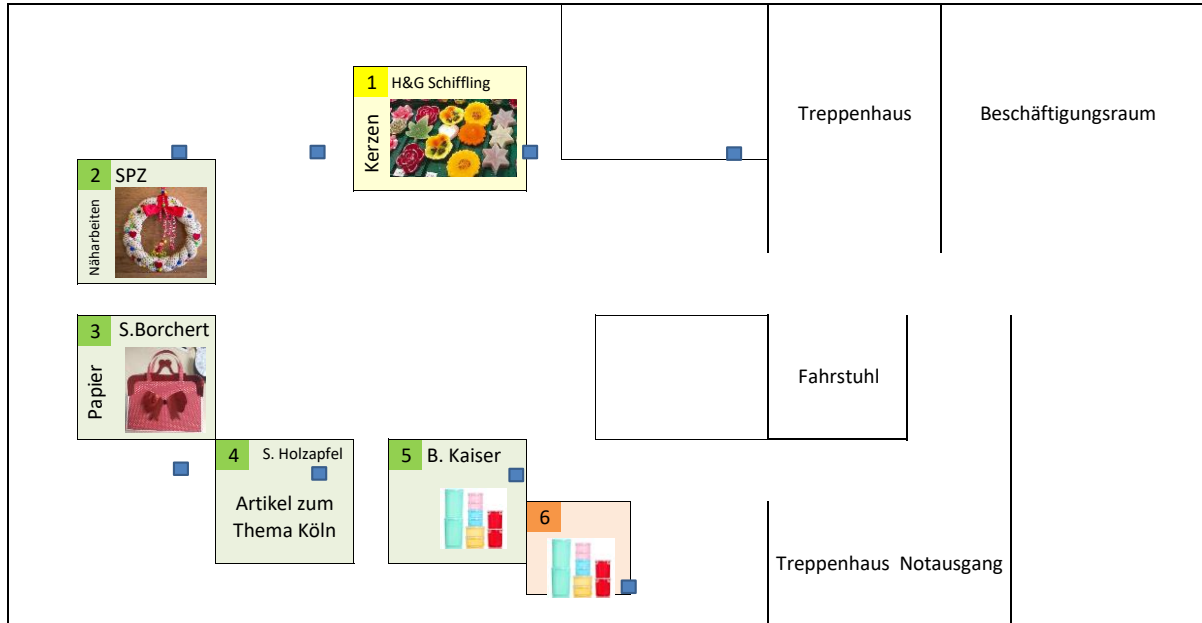 1 H&G Schiffling
Kerzen
Treppenhaus
Beschäftigungsraum
2 SPZ
Näharbeiten
3 S.Borchert
Papier
Fahrstuhl
4 S. Holzapfel
Artikel zum
Thema Köln
5 B. Kaiser
6
Treppenhaus Notausgang